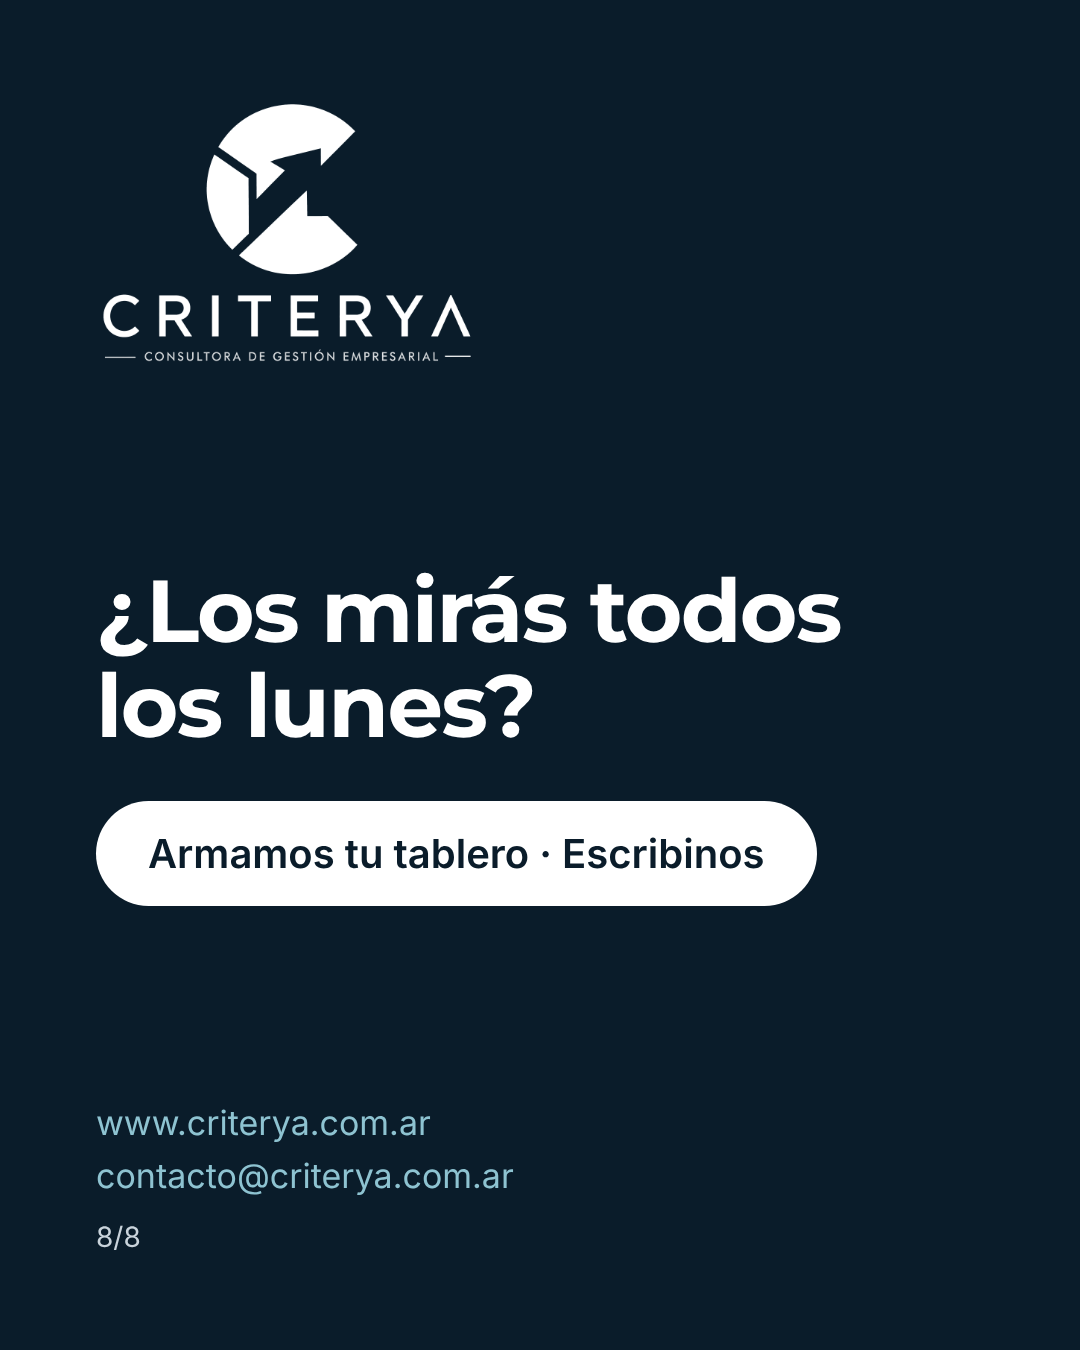 CRITERYA
CONSULTORA DE GESTIÓN EMPRESARIAL
¿Los mirás todos
los lunes?
Armamos tu tablero · Escribinos
www.criterya.com.ar
contacto@criterya.com.ar
8/8